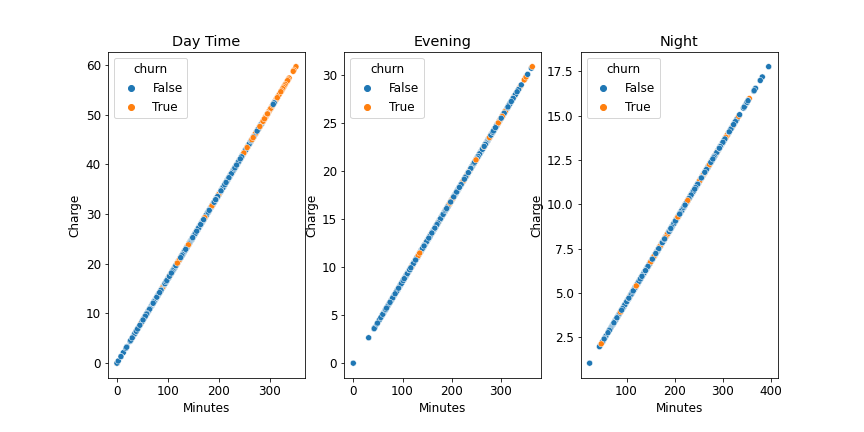 Day Time
churn
False
True
Charge
60
50
40
30
20
10
0
0 100 200 300
Minutes
Evening
churn
False
True
Charge
30
25
20
15
10
5
0
0 100 200 300
Minutes
Night
churn
False
True
Charge
17.5
15.0
12.5
10.0
7.5
5.0
2.5
100 200 300 400
Minutes